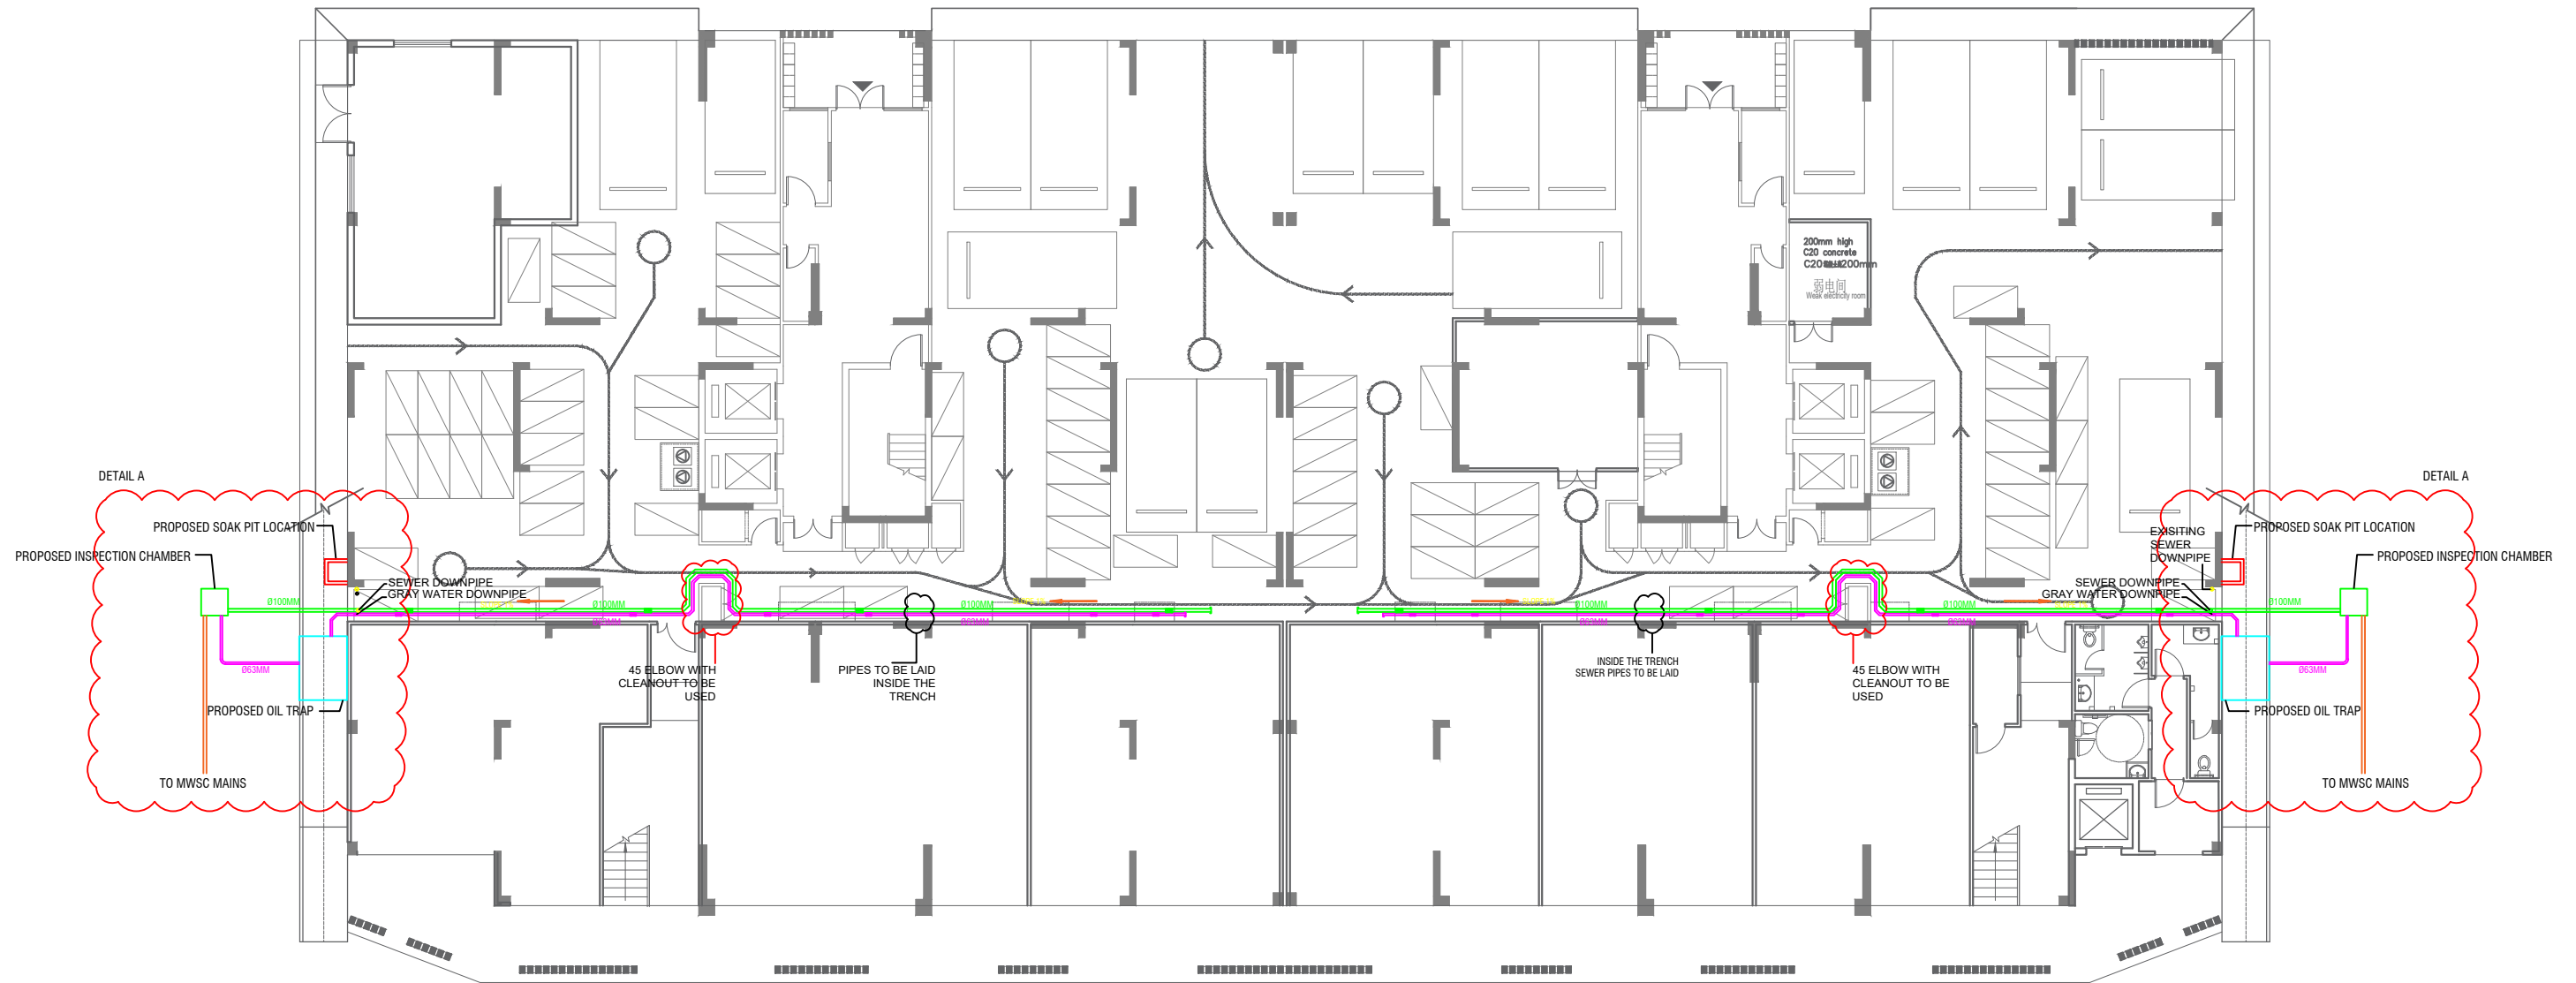 200mm high
C20 concrete
弱电间
Weak electricity room
DETAIL A
PROPOSED SOAK PIT LOCATION
PROPOSED INSPECTION CHAMBER
SEWER DOWNPIPE
GRAY WATER DOWNPIPE
Ø100MM
Ø100MM
Ø100MM
Ø63MM
Ø63MM
45 ELBOW WITH
CLEANOUT TO BE
USED
PIPES TO BE LAID
INSIDE THE
TRENCH
PROPOSED OIL TRAP
TO MWSC MAINS
DETAIL A
PROPOSED SOAK PIT LOCATION
EXISITING
SEWER
DOWNPIPE
PROPOSED INSPECTION CHAMBER
SEWER DOWNPIPE
GRAY WATER DOWNPIPE
Ø100MM
Ø100MM
Ø100MM
Ø63MM
Ø63MM
Ø63MM
INSIDE THE TRENCH
SEWER PIPES TO BE LAID
45 ELBOW WITH
CLEANOUT TO BE
USED
PROPOSED OIL TRAP
TO MWSC MAINS